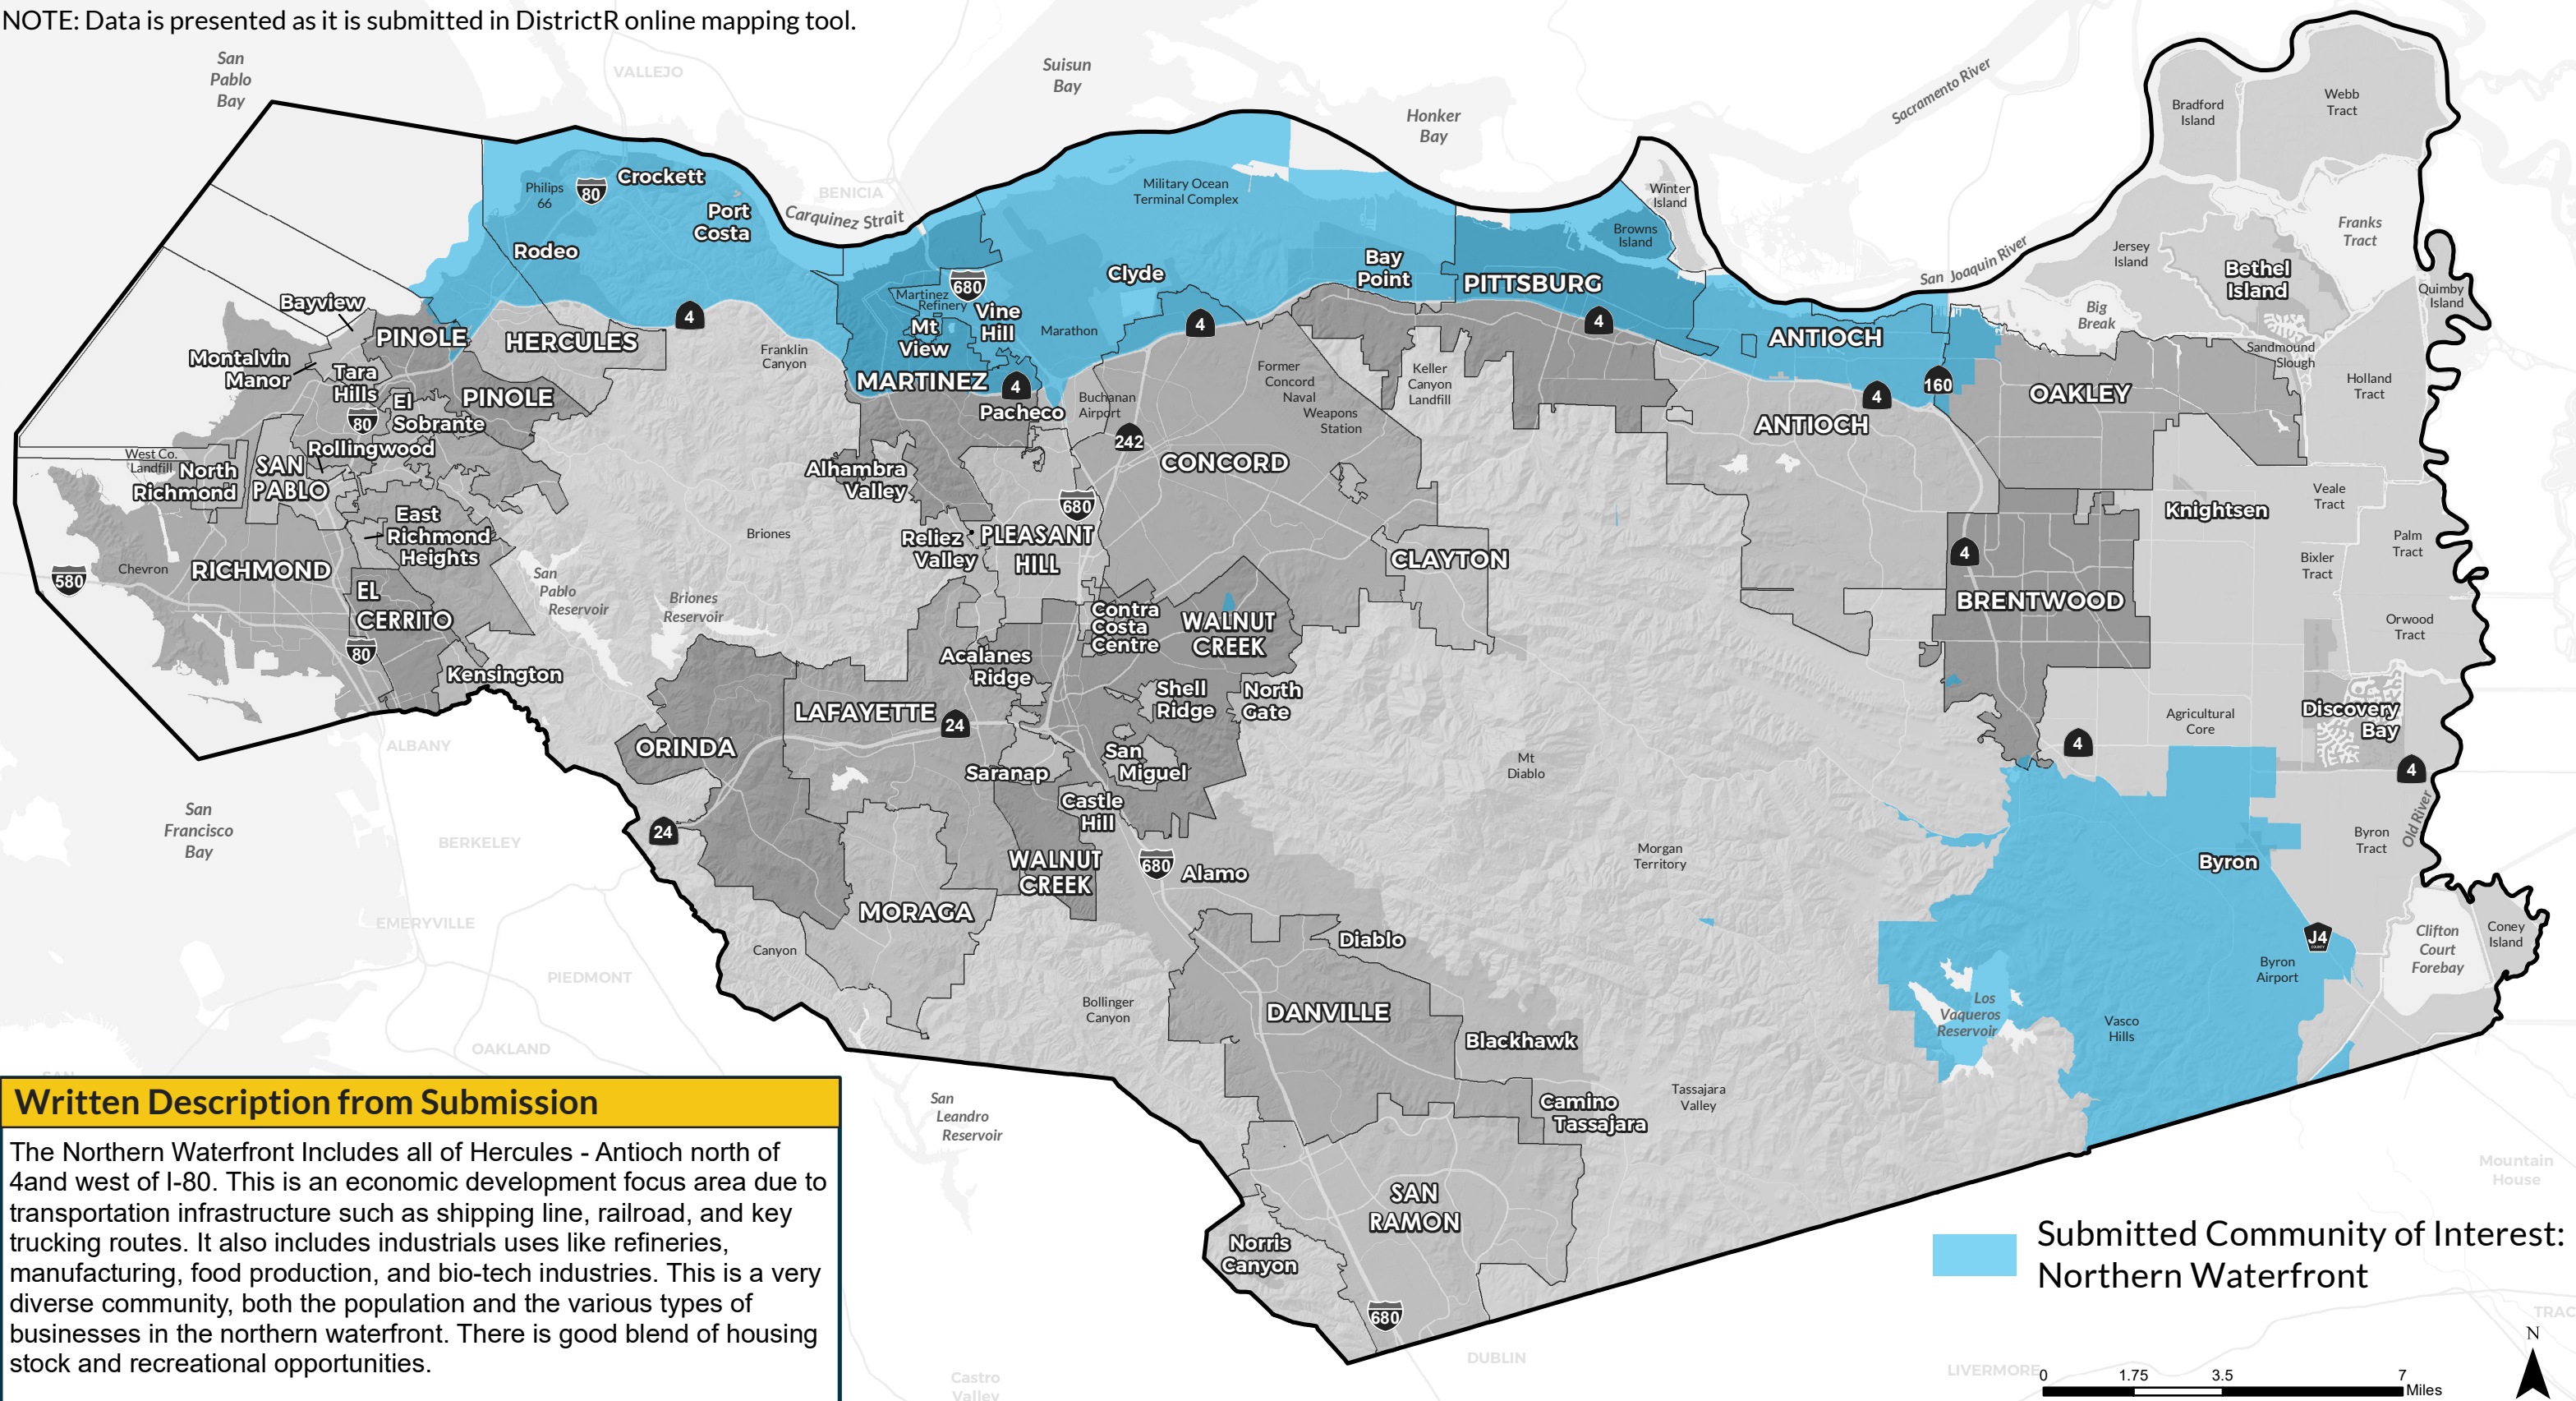 NOTE: Data is presented as it is submitted in DistrictR online mapping tool.
San
Pablo
Bay
VALLEJO
Suisun
Bay
Honker
Bay
Sacramento River
Bradford
Island
Webb
Tract
Philips
66
80
Crockett
Port
Costa
BENICIA
Carquinez Strait
Military Ocean
Terminal Complex
Winter
Island
Browns
Island
San Joaquin River
Jersey
Island
Franks
Tract
Bethel
Island
Quimby
Island
Big
Break
Rodeo
Bay
Point
PITTSBURG
Clyde
680
Martinez
Refinery
Vine
Hill
Mt
View
Marathon
4
4
4
ANTIOCH
Bayview
PINOLE
HERCULES
Franklin
Canyon
Montalvin
Manor
Tara
Hills
El
Sobrante
PINOLE
MARTINEZ
4
Pacheco
Buchanan
Airport
Former
Concord
Naval
Weapons
Station
Keller
Canyon
Landfill
4
160
OAKLEY
Sandmound
Slough
Holland
Tract
80
Rollingwood
ANTIOCH
242
CONCORD
West Co.
Landfill
North
Richmond
SAN
PABLO
Alhambra
Valley
Veale
Tract
Knightsen
East
Richmond
Heights
680
Briones
Reliez
Valley
PLEASANT
HILL
CLAYTON
4
Palm
Tract
Bixler
Tract
580
Chevron
RICHMOND
EL
CERRITO
San
Pablo
Reservoir
Briones
Reservoir
BRENTWOOD
Contra
Costa
Centre
WALNUT
CREEK
Orwood
Tract
80
Kensington
Acalanes
Ridge
Shell
Ridge
North
Gate
LAFAYETTE
24
ORINDA
ALBANY
Agricultural
Core
Discovery
Bay
4
4
San
Miguel
Saranap
Mt
Diablo
Castle
Hill
San
Francisco
Bay
24
BERKELEY
WALNUT
CREEK
680
Alamo
Morgan
Territory
Byron
Byron
Tract
Old River
EMERYVILLE
MORAGA
Diablo
J4
COUNTY
Clifton
Court
Forebay
Coney
Island
Canyon
PIEDMONT
Byron
Airport
Bollinger
Canyon
DANVILLE
Los
Vaqueros
Reservoir
Vasco
Hills
Blackhawk
OAKLAND
SAN
San
Leandro
Reservoir
Camino
Tassajara
Tassajara
Valley
Mountain
House
SAN
RAMON
Norris
Canyon
680
DUBLIN
LIVERMORE
TRAC
Castro
Valley
Written Description from Submission
The Northern Waterfront Includes all of Hercules - Antioch north of
4and west of I-80. This is an economic development focus area due to
transportation infrastructure such as shipping line, railroad, and key
trucking routes. It also includes industrials uses like refineries,
manufacturing, food production, and bio-tech industries. This is a very
diverse community, both the population and the various types of
businesses in the northern waterfront. There is good blend of housing
stock and recreational opportunities.
Submitted Community of Interest:
Northern Waterfront
N
0 1.75 3.5 7
Miles